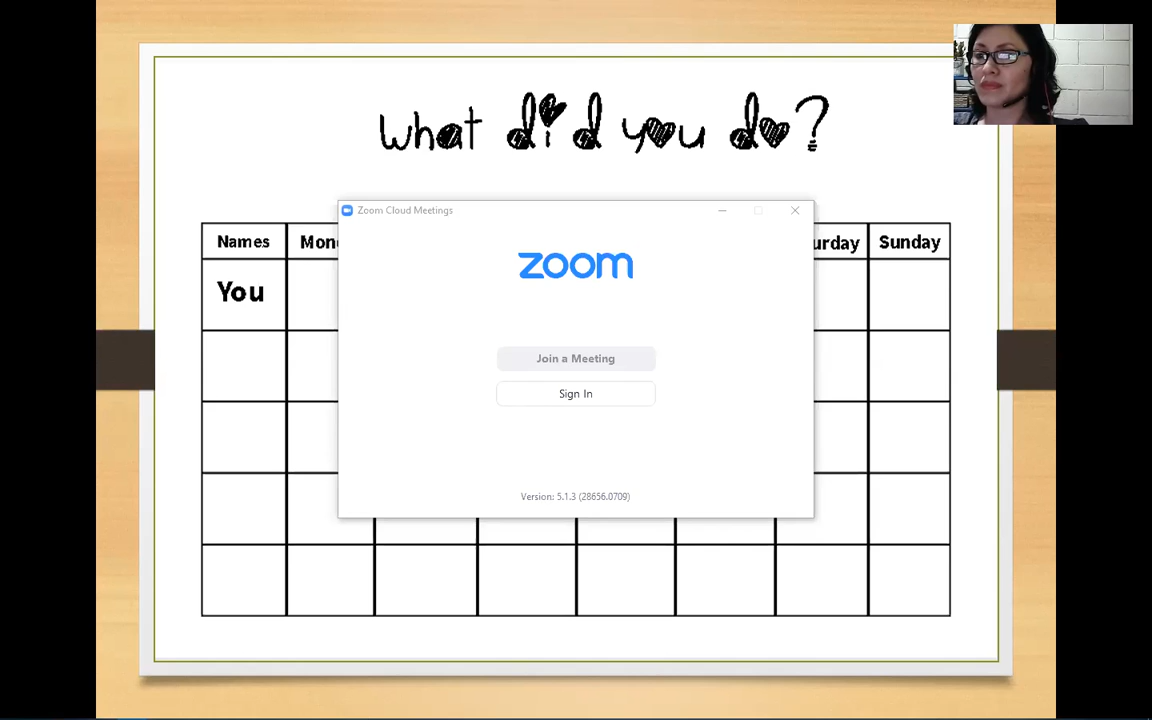 What did you do?
Zoom Cloud Meetings
zoom
Names Mon urday Sunday
You
Join a Meeting
Sign In
Version: 5.1.3 (28656.0709)